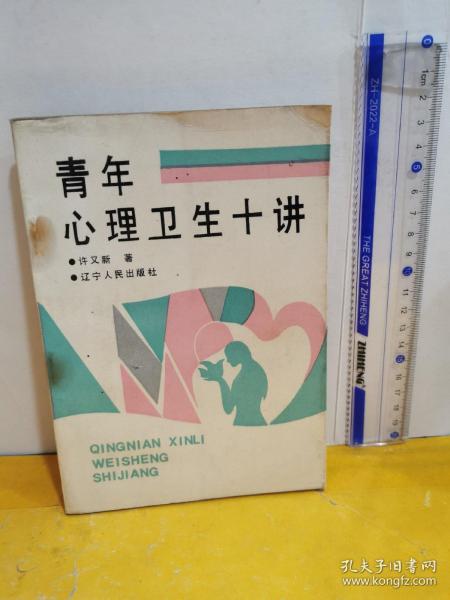 青年
心理卫生十讲
●许又新 著
●辽宁人民出版社
QINGNIAN XINLI
WEISHENG
SHIJIANG
ZH-2022-A
THE GREAT ZHIHENG
ZHIHENG
0
1cm
2
3
4
5
6
7
8
9
10
11
12
13
14
15
16
17
18
19
孔夫子旧书网
www.kongfz.com